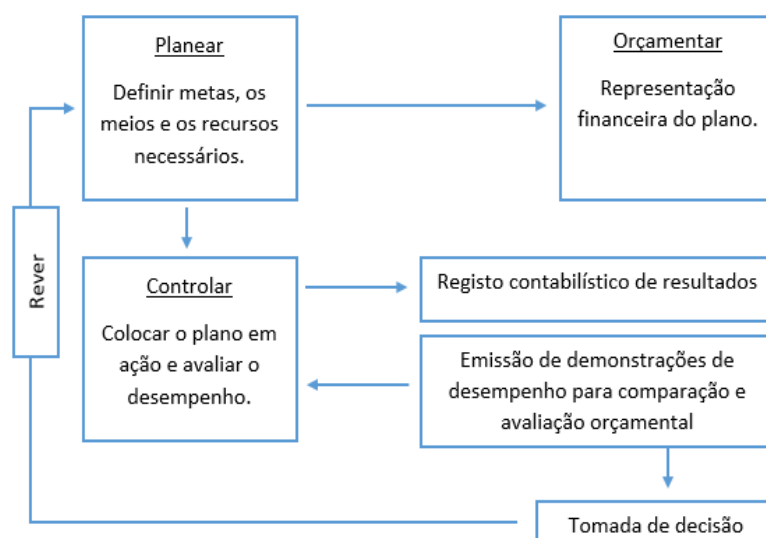 Planear
Definir metas, os
meios e os recursos
necessários.
Orçamentar
Representação
financeira do plano.
Rever
Controlar
Colocar o plano em
ação e avaliar o
desempenho.
Registo contabilístico de resultados
Emissão de demonstrações de
desempenho para comparação e
avaliação orçamental
Tomada de decisão